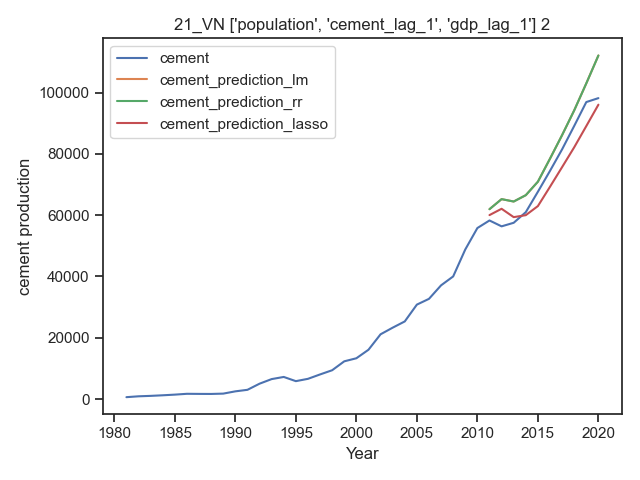 21_VN ['population', 'cement_lag_1', 'gdp_lag_1'] 2
cement
cement_prediction_lm
cement_prediction_rr
cement_prediction_lasso
cement production
100000
80000
60000
40000
20000
0
1980 1985 1990 1995 2000 2005 2010 2015 2020
Year